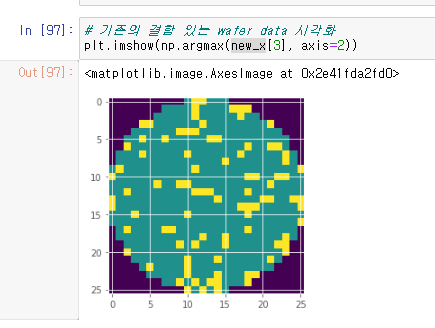 In [97]:
# 기존의 결함 있는 wafer data 시각화
plt.imshow(np.argmax(new_x[3], axis=2))
Out[97]:
<matplotlib.image.AxesImage at 0x2e41fda2fd0>
0
5
10
15
20
25
0 5 10 15 20 25